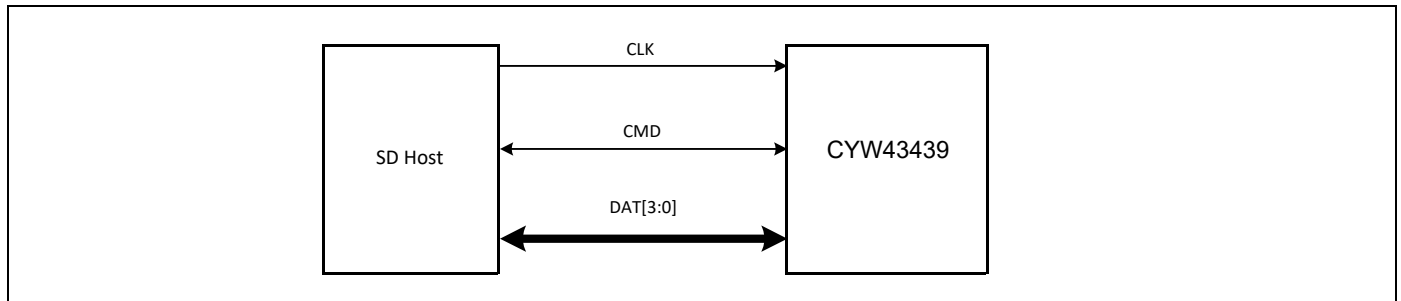 CLK
CMD
SD Host
CYW43439
DAT[3:0]